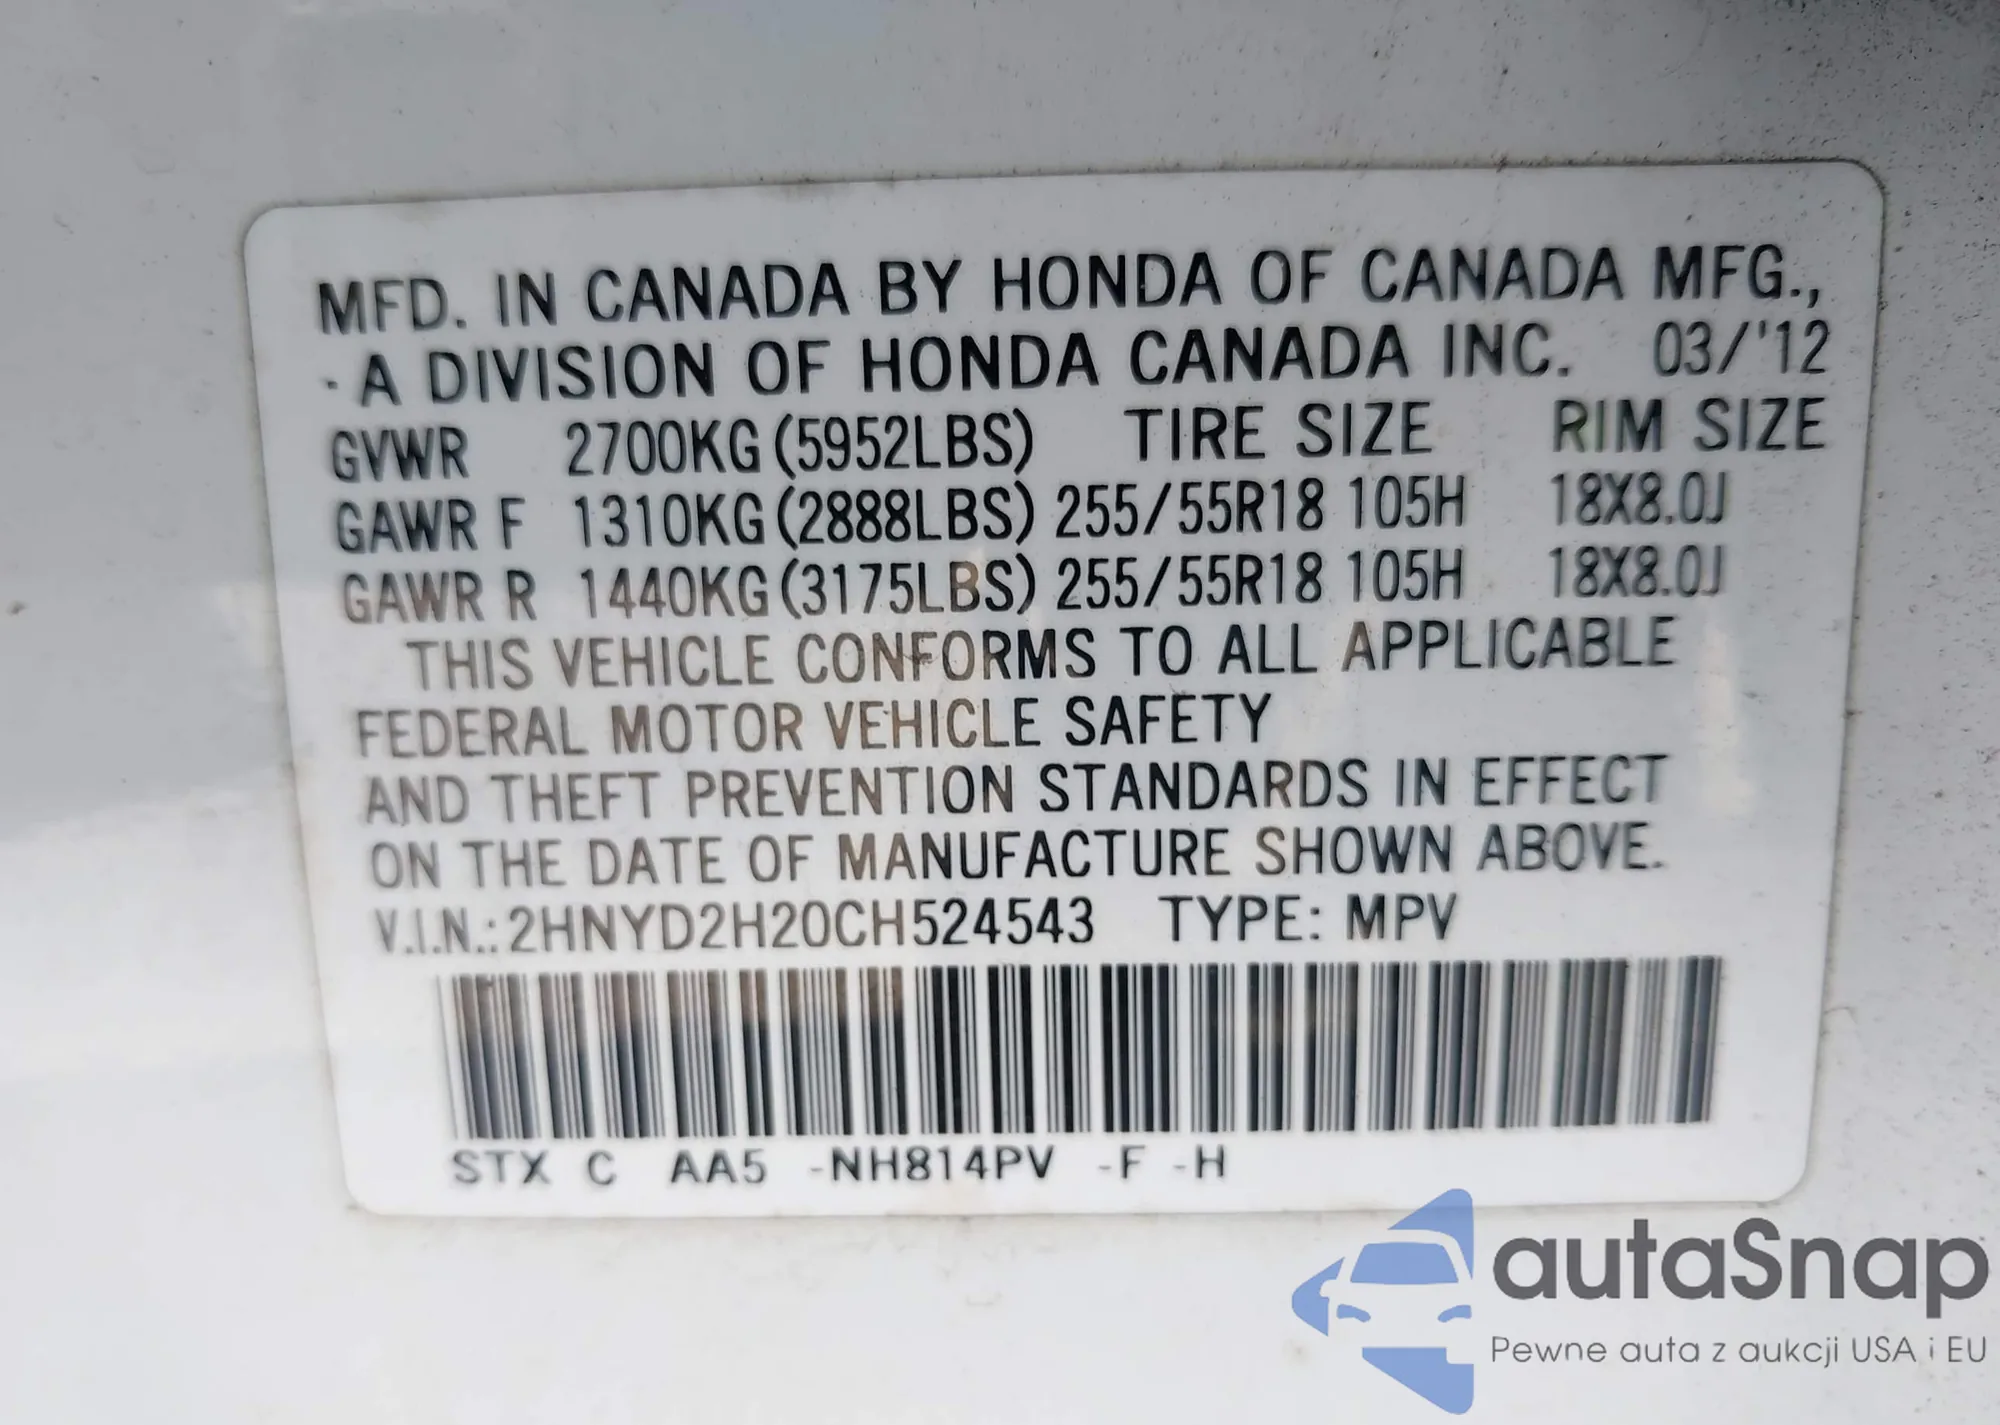 MFD. IN CANADA BY HONDA OF CANADA MFG.,
A DIVISION OF HONDA CANADA INC. 03/'12
GVWR 2700KG (5952LBS) TIRE SIZE RIM SIZE
GAWR F 1310KG (2888LBS) 255/55R18 105H 18X8.0J
GAWR R 1440KG (3175LBS) 255/55R18 105H 18X8.0J
THIS VEHICLE CONFORMS TO ALL APPLICABLE
FEDERAL MOTOR VEHICLE SAFETY
AND THEFT PREVENTION STANDARDS IN EFFECT
ON THE DATE OF MANUFACTURE SHOWN ABOVE.
V.I.N.: 2HNYD2H20CH524543 TYPE: MPV
STX C AA5 -NH814PV -F -H
autaSnap
Pewne auta z aukcji USA i EU